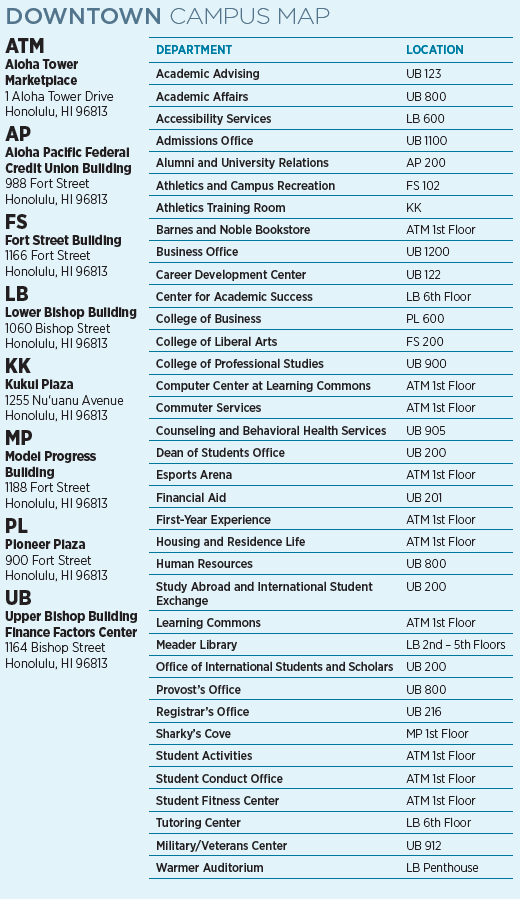 DOWNTOWN CAMPUS MAP
ATM
Aloha Tower
Marketplace
1 Aloha Tower Drive
Honolulu, HI 96813
AP
Aloha Pacific Federal
Credit Union Building
988 Fort Street
Honolulu, HI 96813
FS
Fort Street Building
1166 Fort Street
Honolulu, HI 96813
LB
Lower Bishop Building
1060 Bishop Street
Honolulu, HI 96813
KK
Kukui Plaza
1255 Nu‘uanu Avenue
Honolulu, HI 96813
MP
Model Progress
Building
1188 Fort Street
Honolulu, HI 96813
PL
Pioneer Plaza
900 Fort Street
Honolulu, HI 96813
UB
Upper Bishop Building
Finance Factors Center
1164 Bishop Street
Honolulu, HI 96813
DEPARTMENT LOCATION
Academic Advising UB 123
Academic Affairs UB 800
Accessibility Services LB 600
Admissions Office UB 1100
Alumni and University Relations AP 200
Athletics and Campus Recreation FS 102
Athletics Training Room KK
Barnes and Noble Bookstore ATM 1st Floor
Business Office UB 1200
Career Development Center UB 122
Center for Academic Success LB 6th Floor
College of Business PL 600
College of Liberal Arts FS 200
College of Professional Studies UB 900
Computer Center at Learning Commons ATM 1st Floor
Commuter Services ATM 1st Floor
Counseling and Behavioral Health Services UB 905
Dean of Students Office UB 200
Esports Arena ATM 1st Floor
Financial Aid UB 201
First-Year Experience ATM 1st Floor
Housing and Residence Life ATM 1st Floor
Human Resources UB 800
Study Abroad and International Student UB 200
Exchange
Learning Commons ATM 1st Floor
Meader Library LB 2nd – 5th Floors
Office of International Students and Scholars UB 200
Provost’s Office UB 800
Registrar’s Office UB 216
Sharky’s Cove MP 1st Floor
Student Activities ATM 1st Floor
Student Conduct Office ATM 1st Floor
Student Fitness Center ATM 1st Floor
Tutoring Center LB 6th Floor
Military/Veterans Center UB 912
Warmer Auditorium LB Penthouse